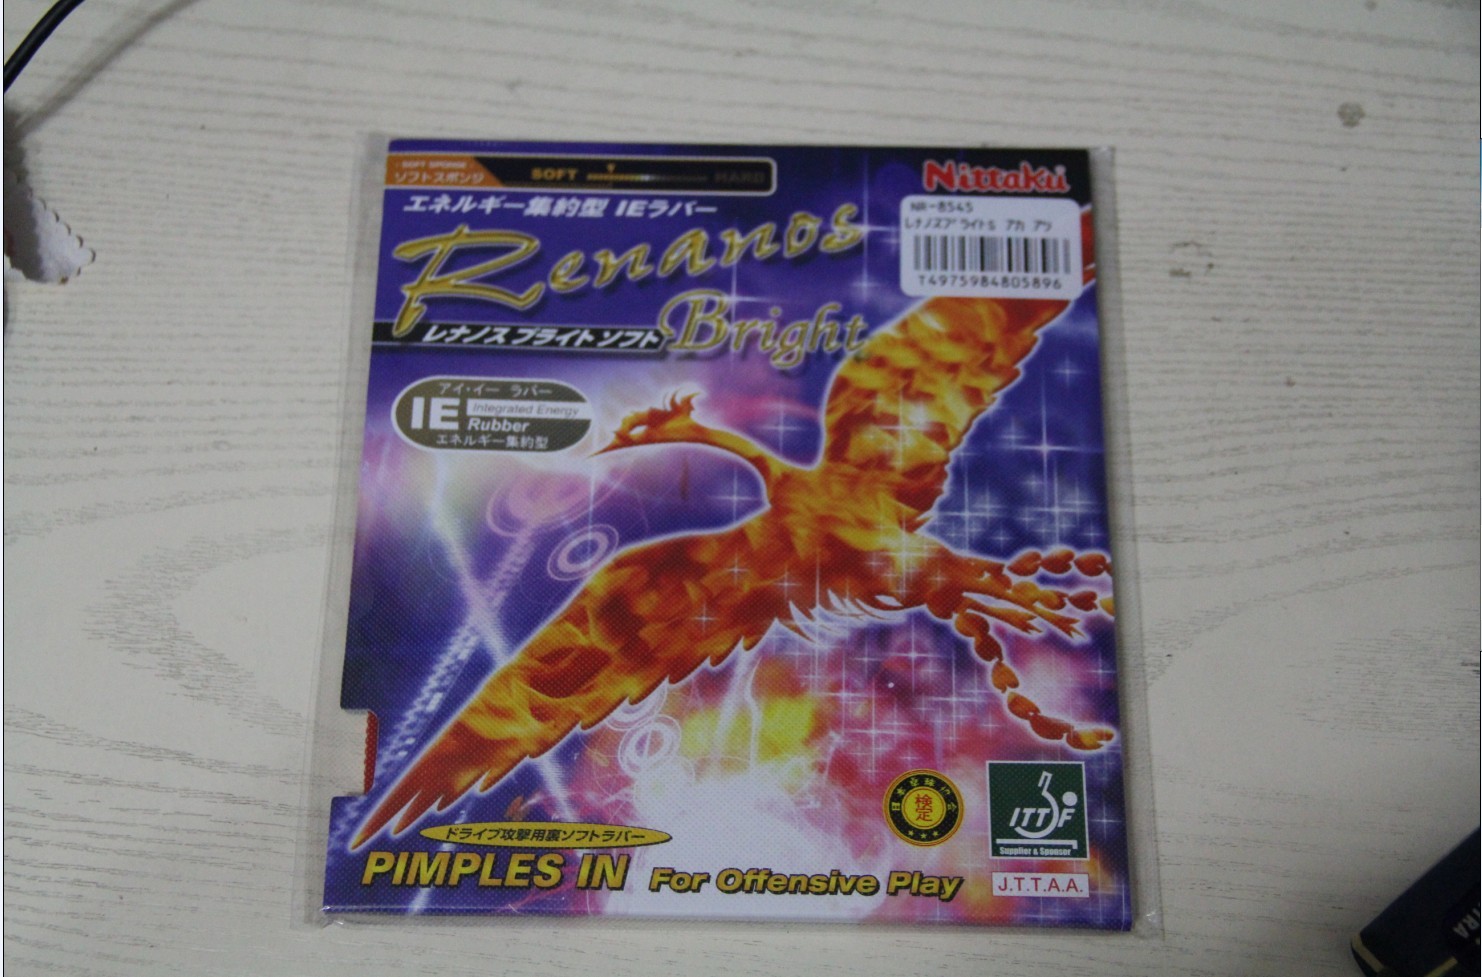 SOFT SPONGE
ソフトスポンジ
SOFT HARD
Nittaku
エネルギー集約型 IEラバー
NR-8545
レナノスブライトS アカ アツ
T4975984805896
Renanos
Bright
レナノス ブライト ソフト
アイ・イー ラバー
IE Integrated Energy
Rubber
エネルギー集約型
検定
ITTF
Supplier & Sponsor
J.T.T.A.A.
ドライブ攻撃用裏ソフトラバー
PIMPLES IN For Offensive Play